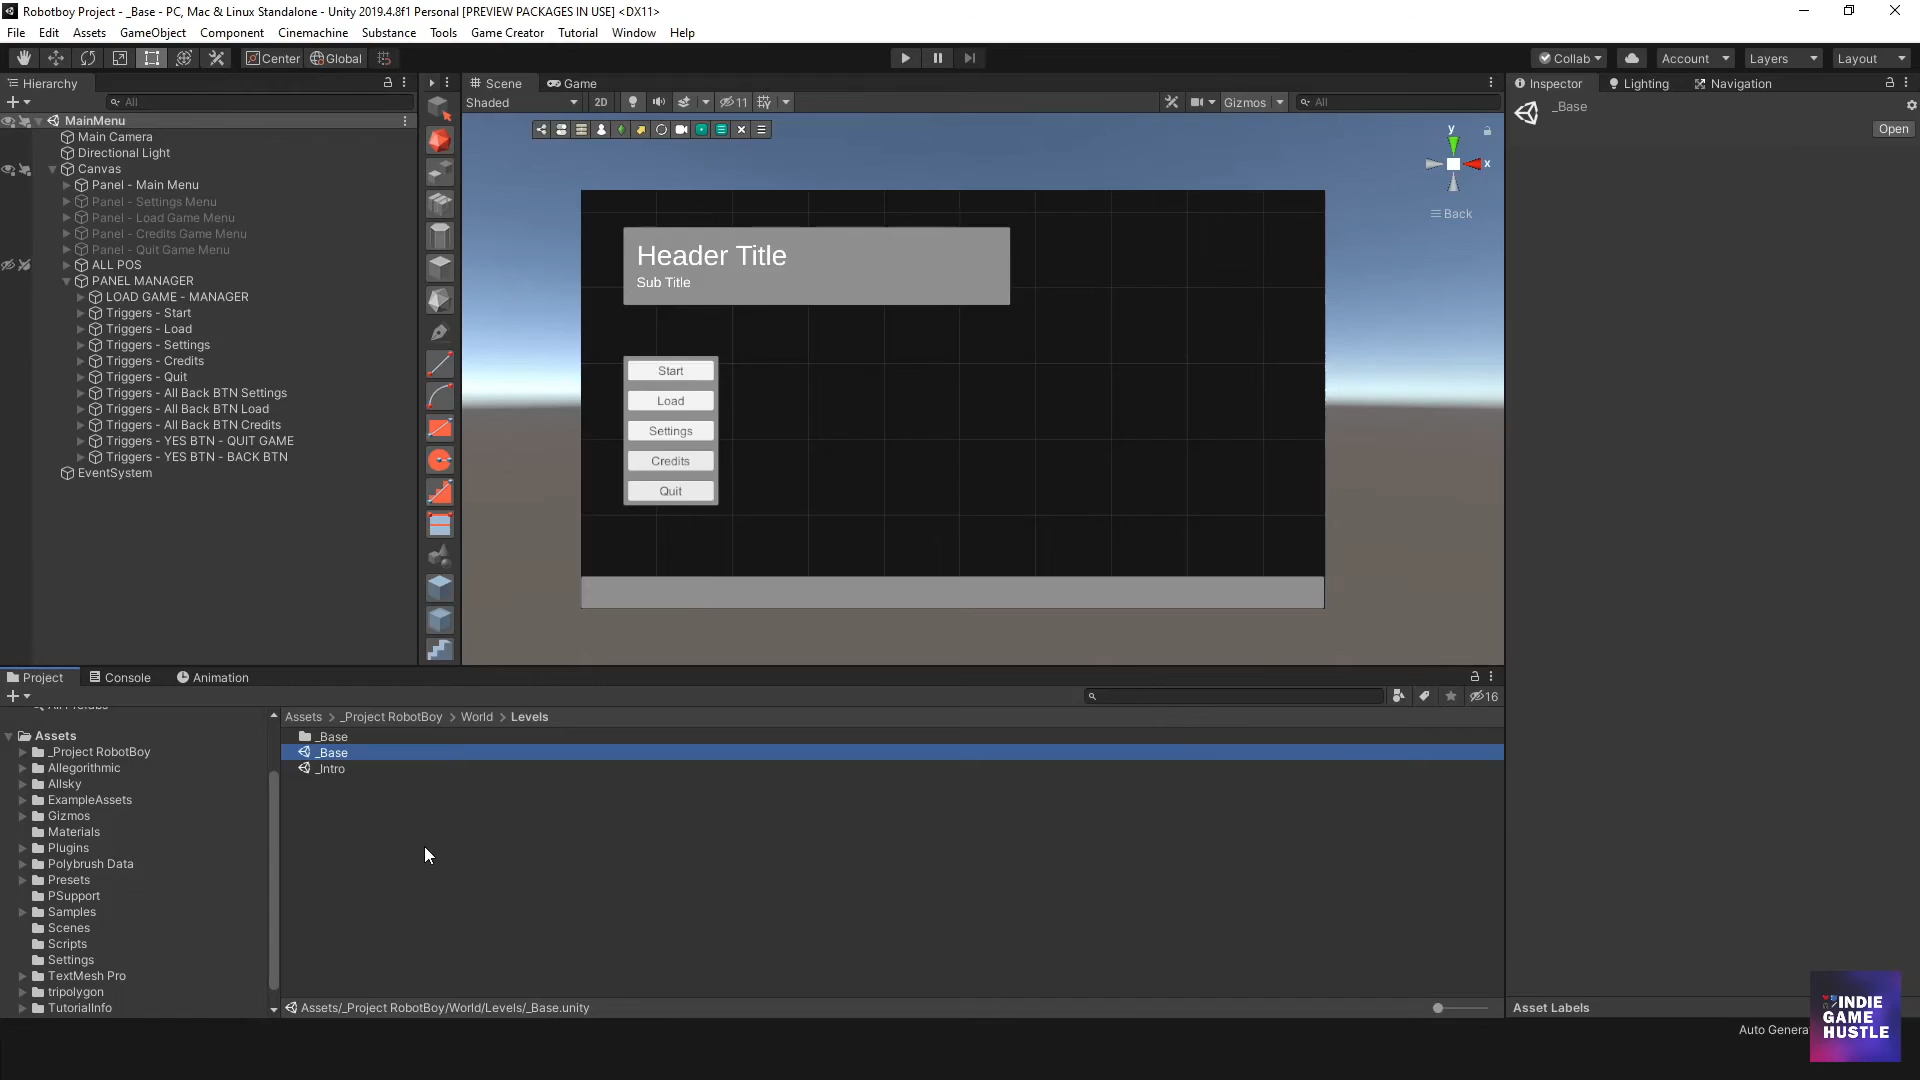 Robotboy Project - _Base - PC, Mac & Linux Standalone - Unity 2019.4.8f1 Personal [PREVIEW PACKAGES IN USE] <DX11>
File Edit Assets GameObject Component Cinemachine Substance Tools Game Creator Tutorial Window Help
Center Global Collab Account Layers Layout
Hierarchy
All
MainMenu
Main Camera
Directional Light
Canvas
Panel - Main Menu
Panel - Settings Menu
Panel - Load Game Menu
Panel - Credits Game Menu
Panel - Quit Game Menu
ALL POS
PANEL MANAGER
LOAD GAME - MANAGER
Triggers - Start
Triggers - Load
Triggers - Settings
Triggers - Credits
Triggers - Quit
Triggers - All Back BTN Settings
Triggers - All Back BTN Load
Triggers - All Back BTN Credits
Triggers - YES BTN - QUIT GAME
Triggers - YES BTN - BACK BTN
EventSystem
Scene Game
Shaded 2D 11 Gizmos All
y
x
Back
Header Title
Sub Title
Start
Load
Settings
Credits
Quit
Inspector Lighting Navigation
_Base
Open
Project Console Animation
16
All Prefabs
Assets
_Project RobotBoy
Allegorithmic
Allsky
ExampleAssets
Gizmos
Materials
Plugins
Polybrush Data
Presets
PSupport
Samples
Scenes
Scripts
Settings
TextMesh Pro
tripolygon
TutorialInfo
Assets > _Project RobotBoy > World > Levels
_Base
_Base
_Intro
Assets/_Project RobotBoy/World/Levels/_Base.unity
Asset Labels
Auto Genera
INDIE
GAME
HUSTLE